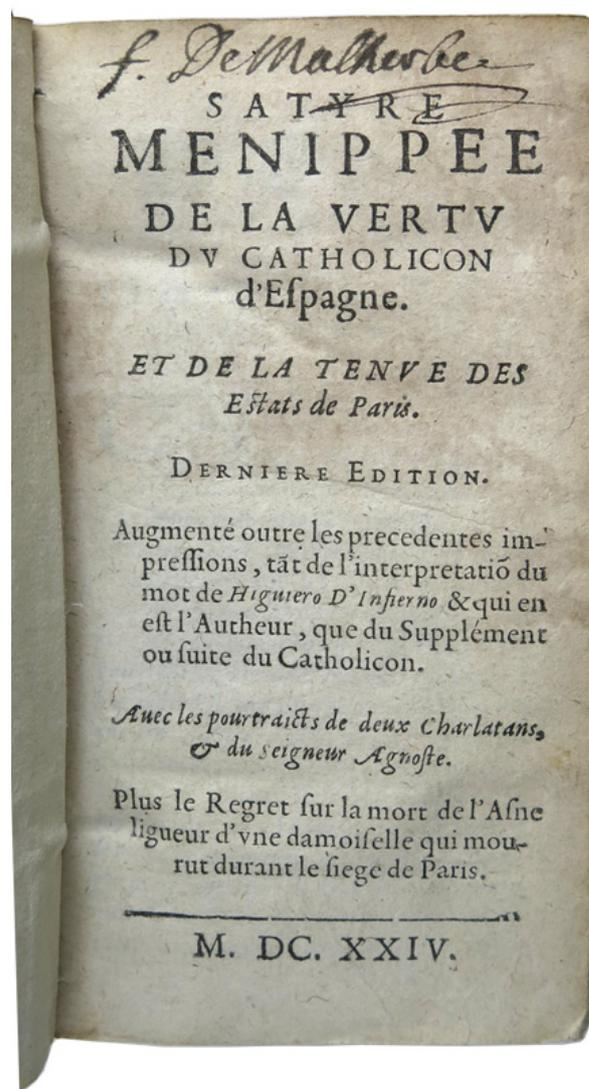 f. DeMalherbe
SATYRE
MENIPPEE
DE LA VERTV
DV CATHOLICON
d'Eſpagne.
ET DE LA TENVE DES
Eſtats de Paris.
DERNIERE EDITION.
Augmenté outre les precedentes im-
preſſions, tãt de l'interpretatiõ du
mot de Higuiero D'Infierno & qui en
eſt l'Autheur, que du Supplément
ou ſuite du Catholicon.
Auec les pourtraicts de deux Charlatans,
& du ſeigneur Agnoſte.
Plus le Regret ſur la mort de l'Aſne
ligueur d'vne damoiſelle qui mou-
rut durant le ſiege de Paris.
M. DC. XXIV.